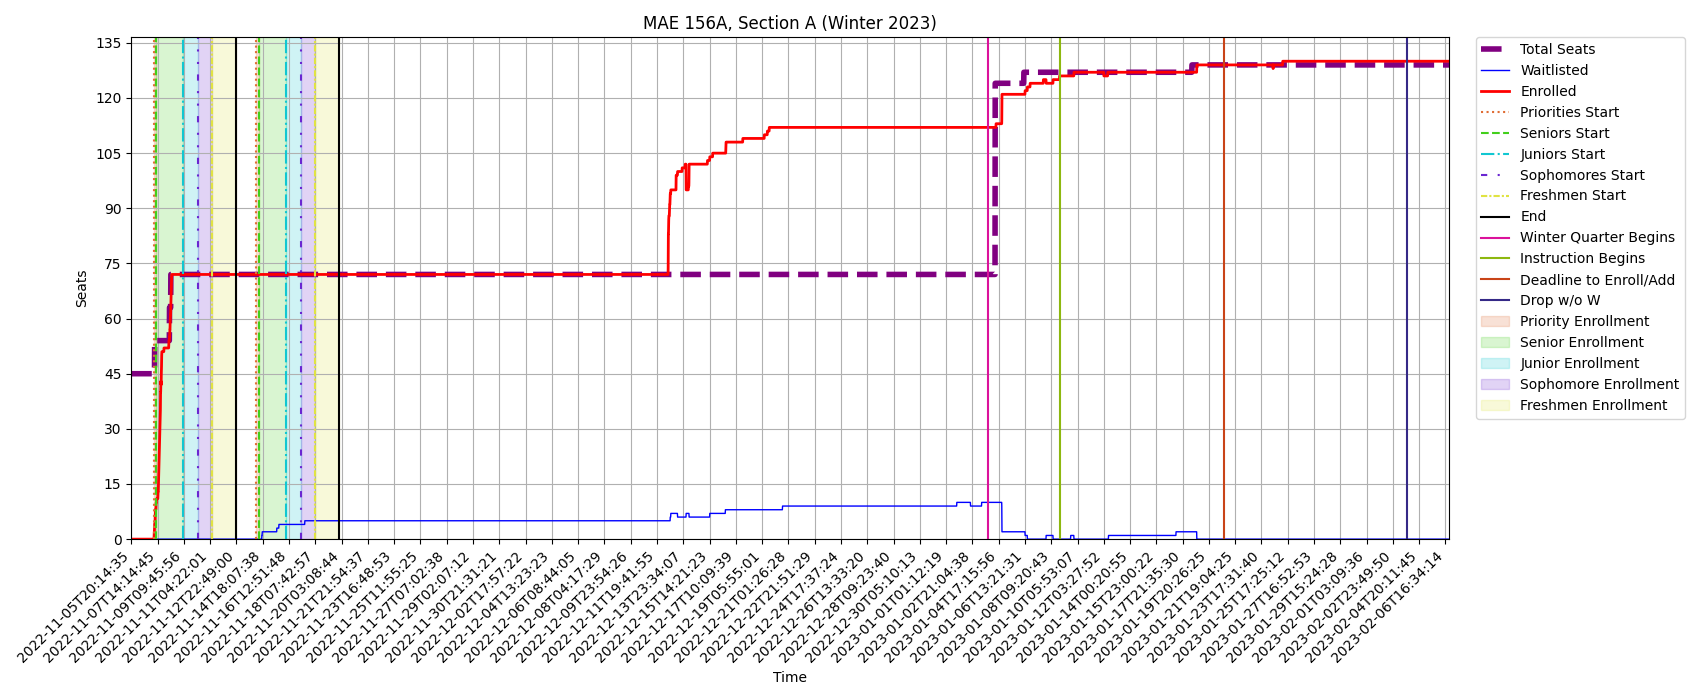 MAE 156A, Section A (Winter 2023)
135
120
105
90
75
60
45
30
15
0
Seats
2022-11-05T20:14:35
2022-11-07T14:14:45
2022-11-09T09:45:56
2022-11-11T04:22:01
2022-11-12T22:49:00
2022-11-14T18:07:38
2022-11-16T12:51:48
2022-11-18T07:42:57
2022-11-20T03:08:44
2022-11-21T21:54:37
2022-11-23T16:48:53
2022-11-25T11:55:25
2022-11-27T07:02:38
2022-11-29T02:07:12
2022-11-30T21:31:21
2022-12-02T17:57:22
2022-12-04T13:23:23
2022-12-06T08:44:05
2022-12-08T04:17:29
2022-12-09T23:54:26
2022-12-11T19:41:55
2022-12-13T23:34:07
2022-12-15T14:21:23
2022-12-17T10:09:39
2022-12-19T05:55:01
2022-12-21T01:26:28
2022-12-22T21:51:29
2022-12-24T17:37:24
2022-12-26T13:33:20
2022-12-28T09:23:40
2022-12-30T05:10:13
2023-01-01T01:12:19
2023-01-02T21:04:38
2023-01-04T17:15:56
2023-01-06T13:21:31
2023-01-08T09:20:43
2023-01-10T05:53:07
2023-01-12T03:27:52
2023-01-14T00:20:55
2023-01-15T23:00:22
2023-01-17T21:35:30
2023-01-19T20:26:25
2023-01-21T19:04:25
2023-01-23T17:31:40
2023-01-25T17:25:12
2023-01-27T16:52:53
2023-01-29T15:24:28
2023-02-01T03:09:36
2023-02-02T23:49:50
2023-02-04T20:11:45
2023-02-06T16:34:14
Time
Total Seats
Waitlisted
Enrolled
Priorities Start
Seniors Start
Juniors Start
Sophomores Start
Freshmen Start
End
Winter Quarter Begins
Instruction Begins
Deadline to Enroll/Add
Drop w/o W
Priority Enrollment
Senior Enrollment
Junior Enrollment
Sophomore Enrollment
Freshmen Enrollment